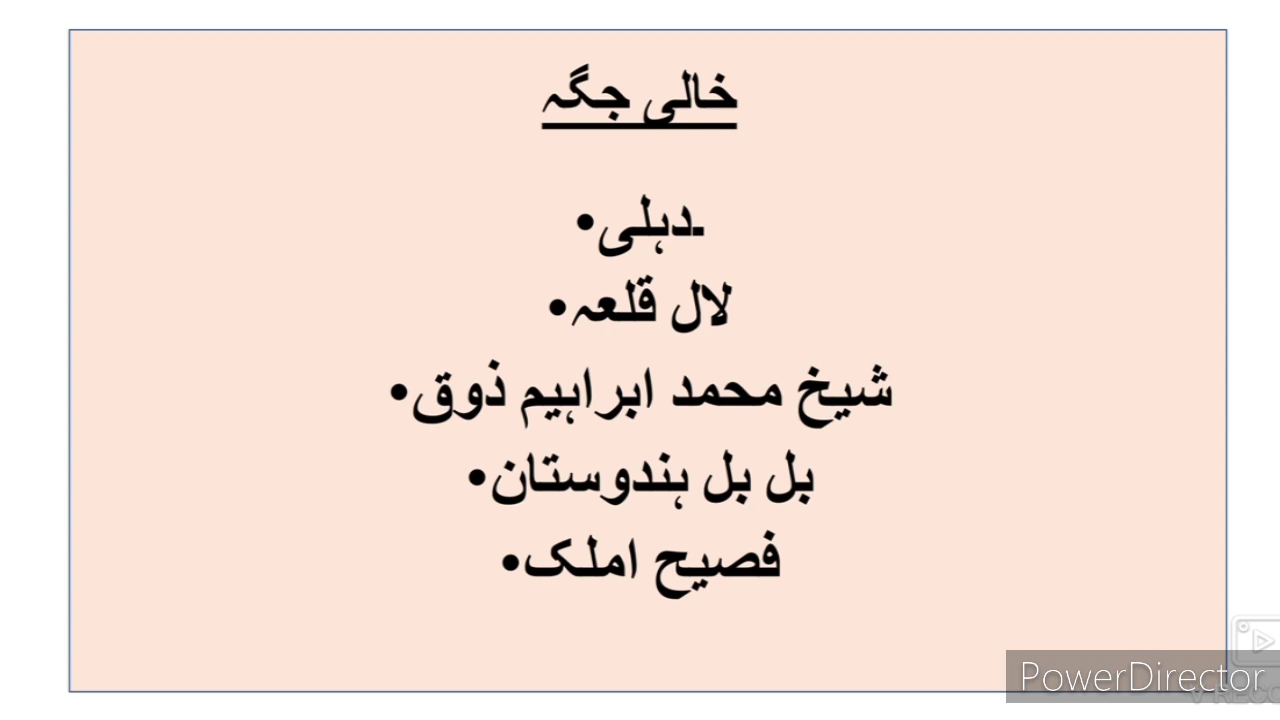 خالی جگہ
•دہلی۔
•لال قلعہ
•شیخ محمد ابراہیم ذوق
•بل بل ہندوستان
•فصیح املک
PowerDirector